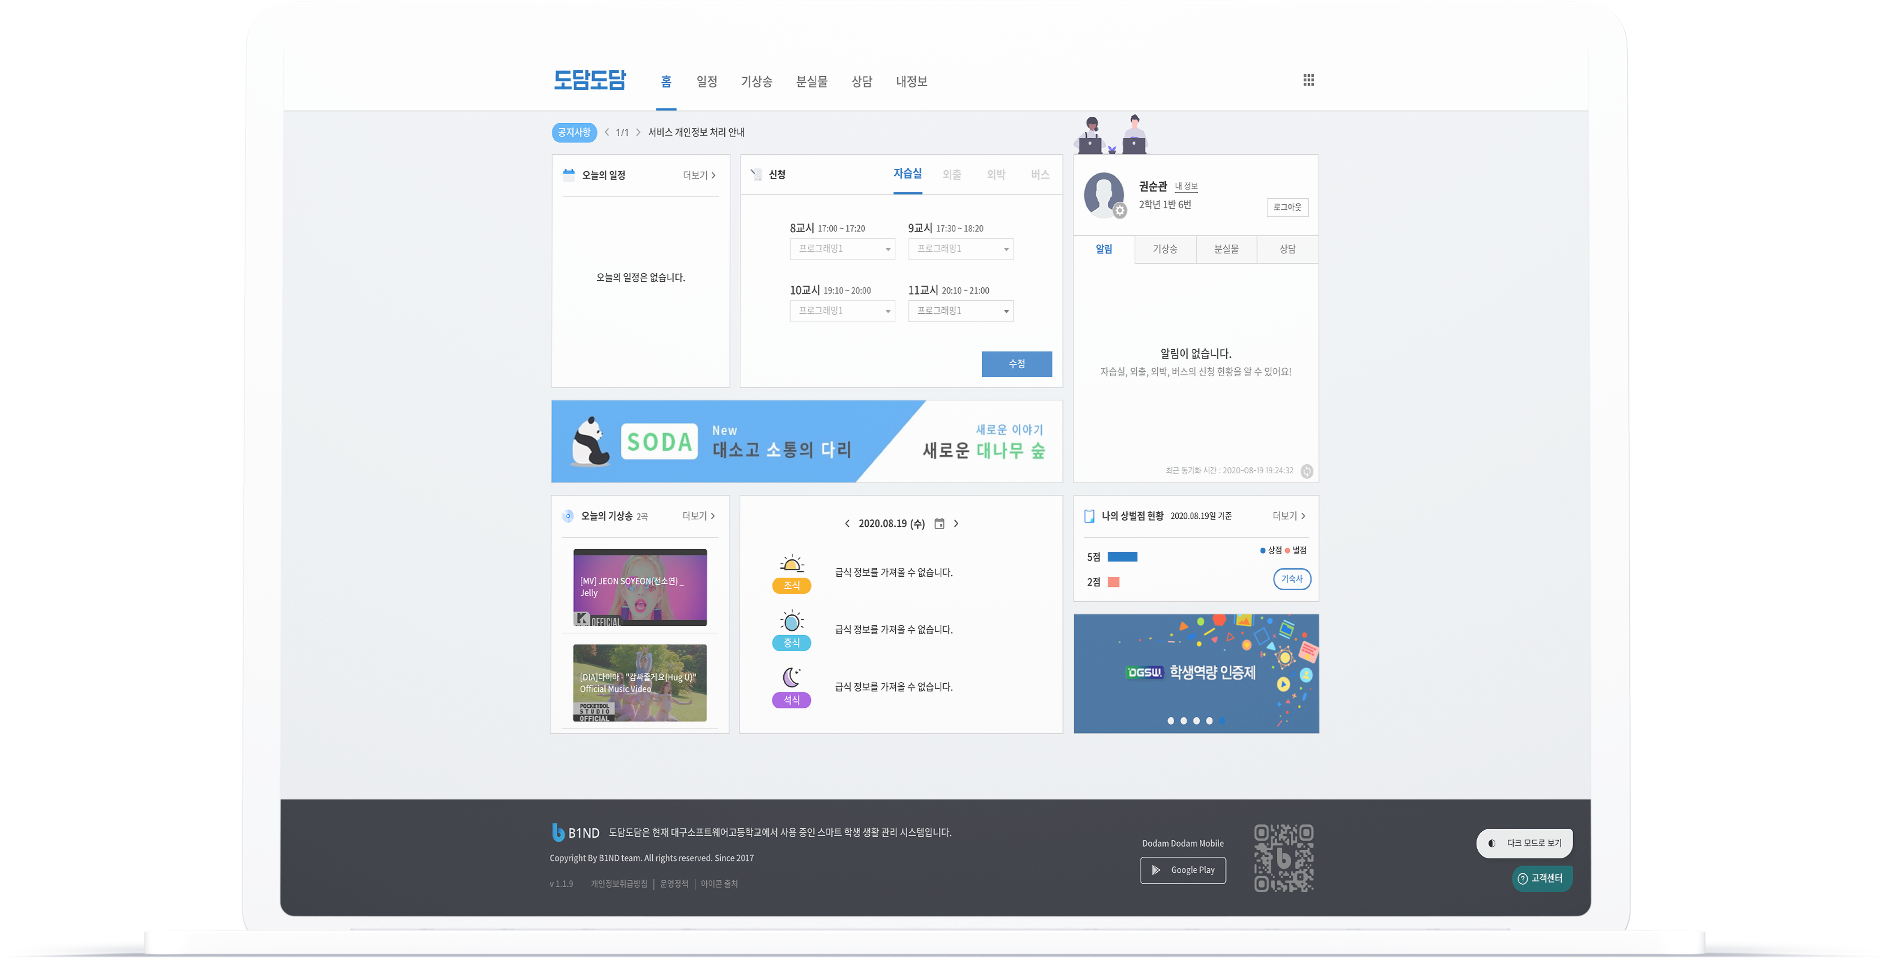 도담도담 홈 일정 기상송 분실물 상담 내정보
공지사항 1/1 서비스 개인정보 처리 안내
오늘의 일정 더보기
오늘의 일정은 없습니다.
신청 자습실 외출 외박 버스
8교시 17:00 ~ 17:20
프로그래밍1
9교시 17:30 ~ 18:20
프로그래밍1
10교시 19:10 ~ 20:00
프로그래밍1
11교시 20:10 ~ 21:00
프로그래밍1
수정
권순관 내 정보
2학년 1반 6번
로그아웃
알림 기상송 분실물 상담
알림이 없습니다.
자습실, 외출, 외박, 버스의 신청 현황을 알 수 있어요!
최근 동기화 시간 : 2020-08-19 19:24:32
SODA
New
대소고 소통의 다리
새로운 이야기
새로운 대나무 숲
오늘의 기상송 2곡 더보기
[MV] JEON SOYEON(전소연) _
Jelly
OFFICIAL
(DIA)다이아 - "감싸줄게요(Hug U)"
Official Music Video
POCKETDOL
STUDIO
OFFICIAL
2020.08.19 (수)
조식 급식 정보를 가져올 수 없습니다.
중식 급식 정보를 가져올 수 없습니다.
석식 급식 정보를 가져올 수 없습니다.
나의 상벌점 현황 2020.08.19일 기준 더보기
상점 벌점
5점
2점
기숙사
DGSW 학생역량 인증제
B1ND 도담도담은 현재 대구소프트웨어고등학교에서 사용 중인 스마트 학생 생활 관리 시스템입니다.
Copyright By B1ND team. All rights reserved. Since 2017
v 1.1.9 개인정보취급방침 | 운영정책 | 아이콘 출처
Dodam Dodam Mobile
Google Play
다크 모드로 보기
고객센터